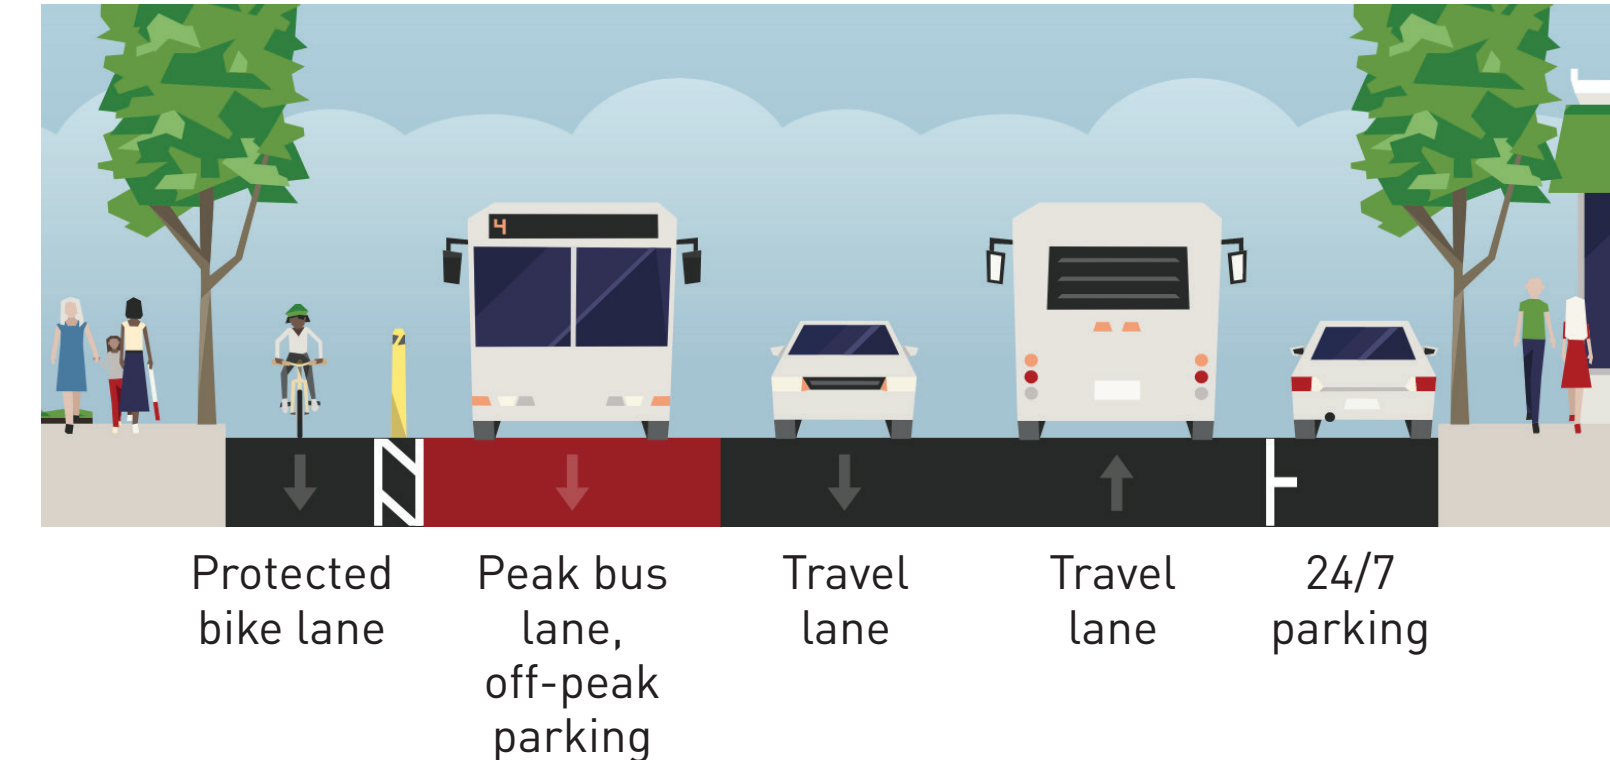 4
Protected
bike lane
Peak bus
lane,
off-peak
parking
Travel
lane
Travel
lane
24/7
parking